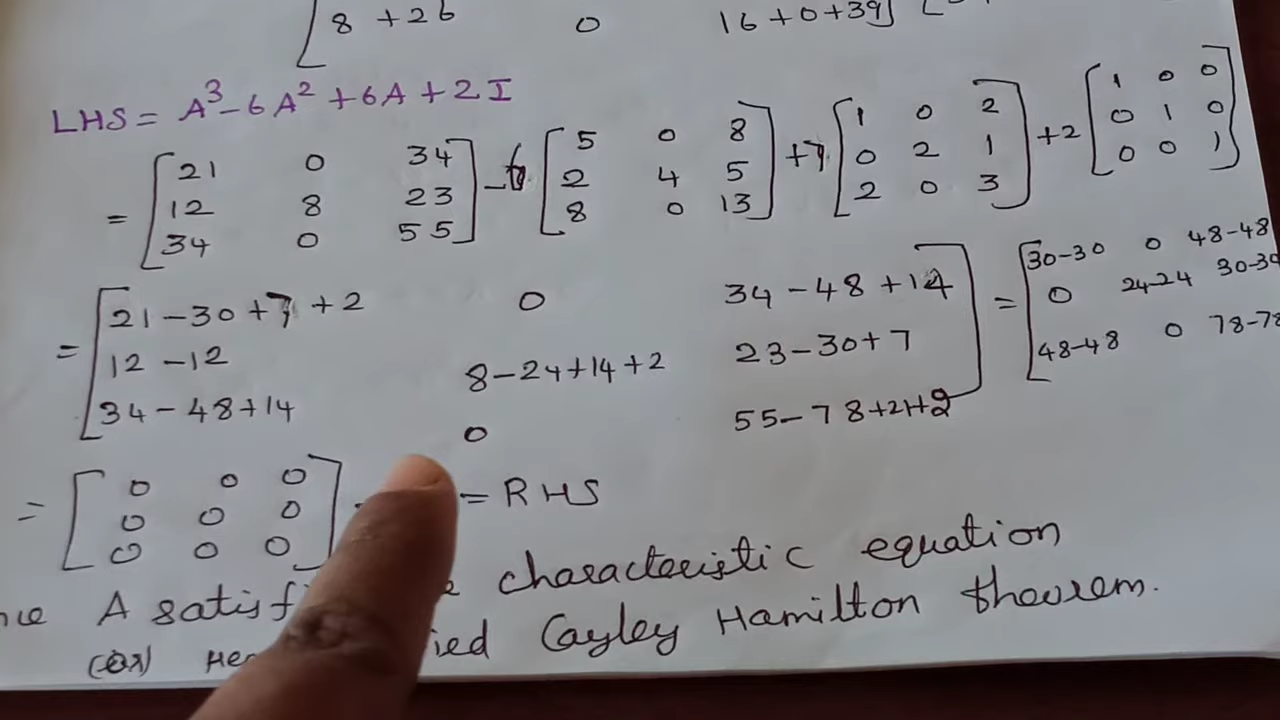 8 + 26 0 16 + 0 + 39]
LHS = A³ - 6A² + 6A + 2I
= [21 0 34] - 6 [5 0 8] + 7 [1 0 2] + 2 [1 0 0]
[12 8 23] [2 4 5] [0 2 1] [0 1 0]
[34 0 55] [8 0 13] [2 0 3] [0 0 1]
= [21 - 30 + 7 + 2 0 34 - 48 + 14] = [30-30 0 48-48
[12 - 12 8 - 24 + 14 + 2 23 - 30 + 7] [0 24-24 30-30
[34 - 48 + 14 0 55 - 78 + 21 + 2] [48-48 0 78-78
= [0 0 0] = RHS
[0 0 0]
[0 0 0]
A characteristic equation
(or) Cayley Hamilton theorem.